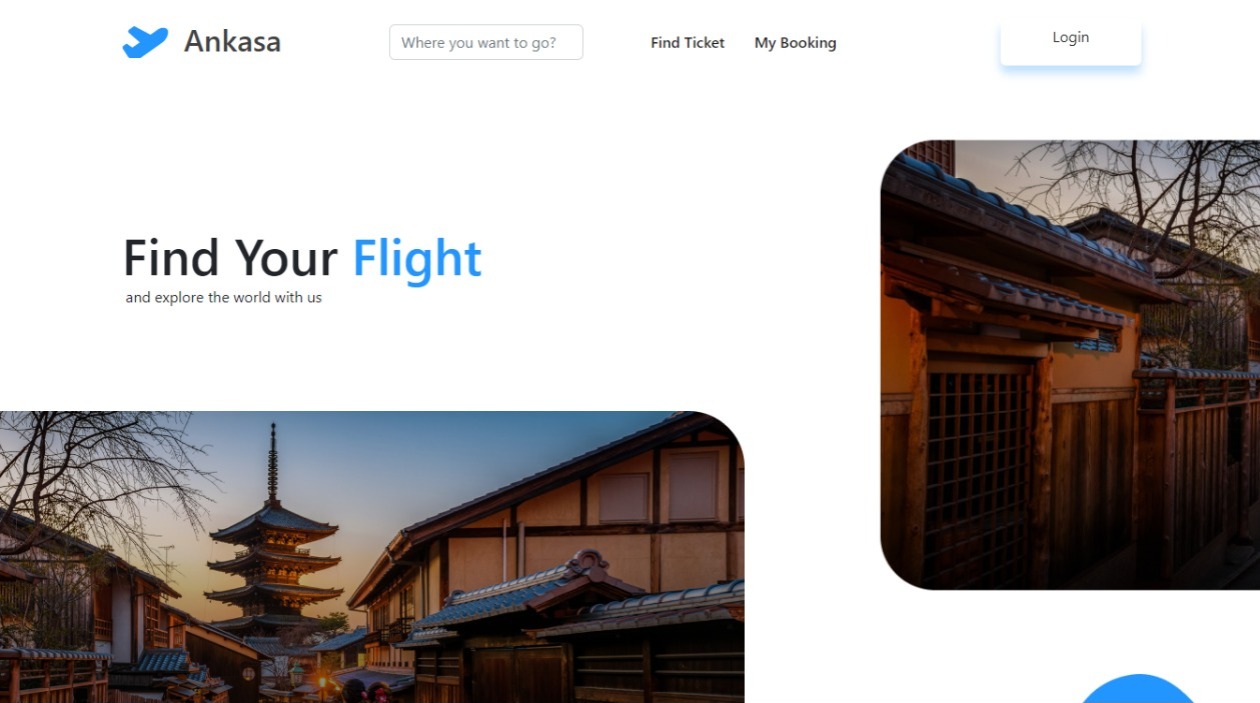 Ankasa
Where you want to go?
Find Ticket
My Booking
Login
Find Your Flight
and explore the world with us